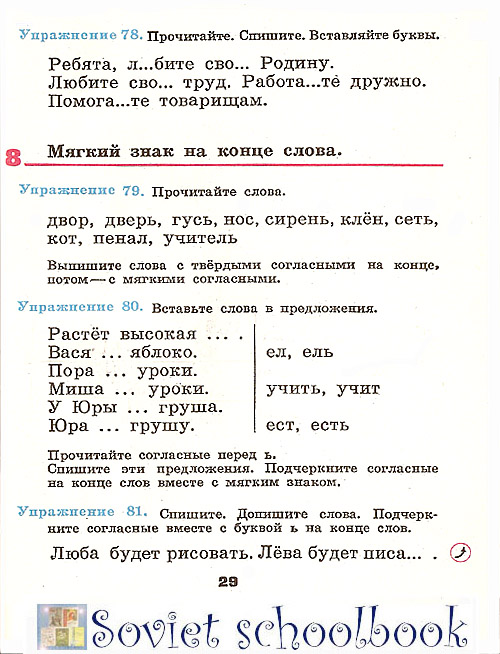 Упражнение 78. Прочитайте. Спишите. Вставляйте буквы.
Ребята, л...бите сво... Родину.
Любите сво... труд. Работа...те дружно.
Помога...те товарищам.
8 Мягкий знак на конце слова.
Упражнение 79. Прочитайте слова.
двор, дверь, гусь, нос, сирень, клён, сеть,
кот, пенал, учитель
Выпишите слова с твёрдыми согласными на конце,
потом — с мягкими согласными.
Упражнение 80. Вставьте слова в предложения.
Растёт высокая ... .
Вася ... яблоко. ел, ель
Пора ... уроки.
Миша ... уроки. учить, учит
У Юры ... груша.
Юра ... грушу. ест, есть
Прочитайте согласные перед ь.
Спишите эти предложения. Подчеркните согласные
на конце слов вместе с мягким знаком.
Упражнение 81. Спишите. Допишите слова. Подчерк-
ните согласные вместе с буквой ь на конце слов.
Люба будет рисовать. Лёва будет писа... .
29
Soviet schoolbook